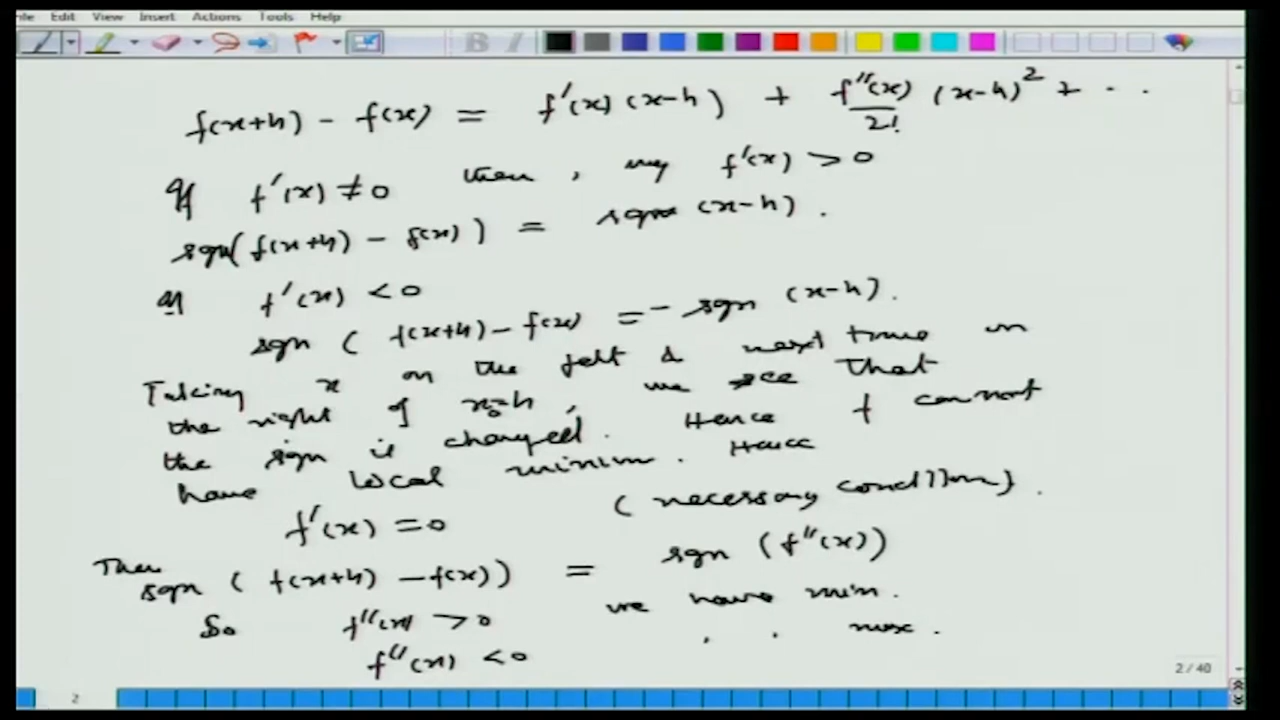 Edit View Insert Actions Tools Help
f(x+h) - f(x) = f'(x) (x-h) + f''(x)/2! (x-h)^2 + ...
If f'(x) ≠ 0 then, say f'(x) > 0
sgn(f(x+h) - f(x)) = sgn (x-h).
If f'(x) < 0
sgn ( f(x+h) - f(x) = - sgn (x-h).
Taking x on the left & next time on
the right of x_0=h, we see that
the sign is changed. Hence f cannot
have local minim. Hence
f'(x) = 0 (necessary condition).
Then
sgn ( f(x+h) - f(x)) = sgn (f''(x))
So f''(x) > 0 we have min.
f''(x) < 0 , , max.
2 / 40
2